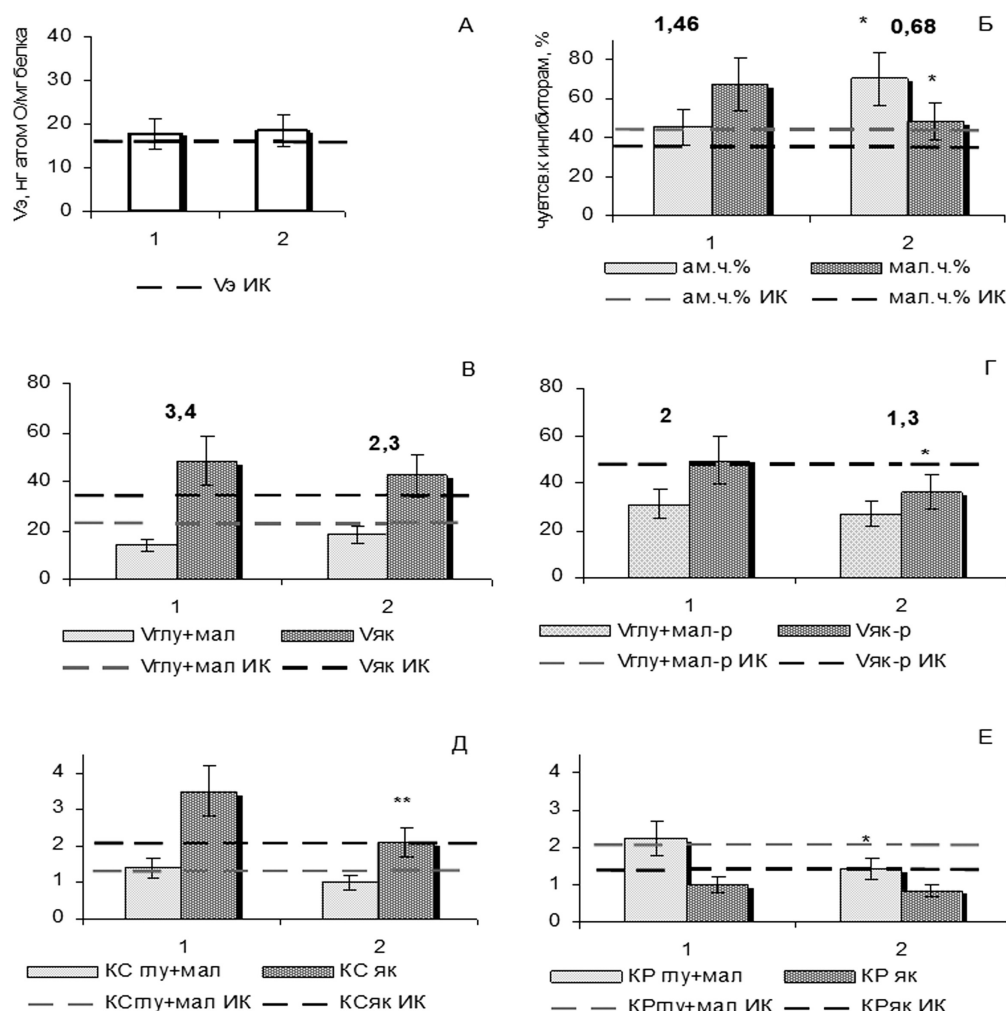 А
Vэ, нг атом О/мг белка
40
30
20
10
0
1 2
Vэ ИК
Б
чувтсв.к ингибиторам, %
1,46 * 0,68
*
80
60
40
20
0
1 2
ам.ч.% мал.ч.%
ам.ч.% ИК мал.ч.% ИК
В
80
60
40
20
0
3,4
2,3
1 2
Vглу+мал Vяк
Vглу+мал ИК Vяк ИК
Г
80
60
40
20
0
2 1,3
*
1 2
Vглу+мал-р Vяк-р
Vглу+мал-р ИК Vяк-р ИК
Д
4
3
2
1
0
**
1 2
КС глу+мал КС як
КСглу+мал ИК КСяк ИК
Е
4
3
2
1
0
*
1 2
КР глу+мал КР як
КРглу+мал ИК КРяк ИК